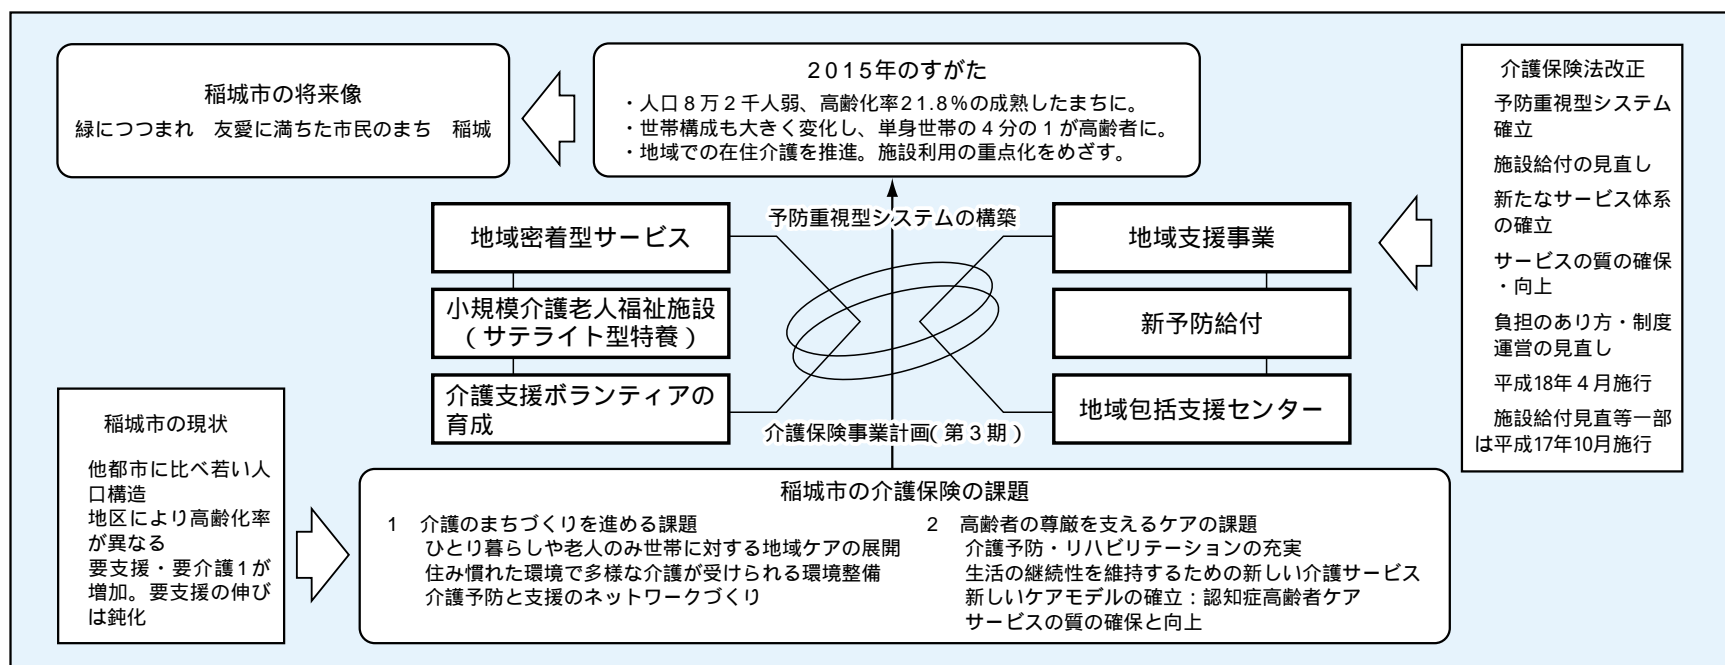 稲城市の将来像
緑につつまれ　友愛に満ちた市民のまち　稲城
2015年のすがた
・人口8万2千人弱、高齢化率21.8%の成熟したまちに。
・世帯構成も大きく変化し、単身世帯の4分の1が高齢者に。
・地域での在住介護を推進。施設利用の重点化をめざす。
介護保険法改正
予防重視型システム
確立
施設給付の見直し
新たなサービス体系
の確立
サービスの質の確保
・向上
負担のあり方・制度
運営の見直し
平成18年4月施行
施設給付見直等一部
は平成17年10月施行
予防重視型システムの構築
地域密着型サービス
小規模介護老人福祉施設
(サテライト型特養)
介護支援ボランティアの
育成
地域支援事業
新予防給付
地域包括支援センター
介護保険事業計画(第3期)
稲城市の現状
他都市に比べ若い人
口構造
地区により高齢化率
が異なる
要支援・要介護1が
増加。要支援の伸び
は鈍化
稲城市の介護保険の課題
1　介護のまちづくりを進める課題
ひとり暮らしや老人のみ世帯に対する地域ケアの展開
住み慣れた環境で多様な介護が受けられる環境整備
介護予防と支援のネットワークづくり
2　高齢者の尊厳を支えるケアの課題
介護予防・リハビリテーションの充実
生活の継続性を維持するための新しい介護サービス
新しいケアモデルの確立：認知症高齢者ケア
サービスの質の確保と向上